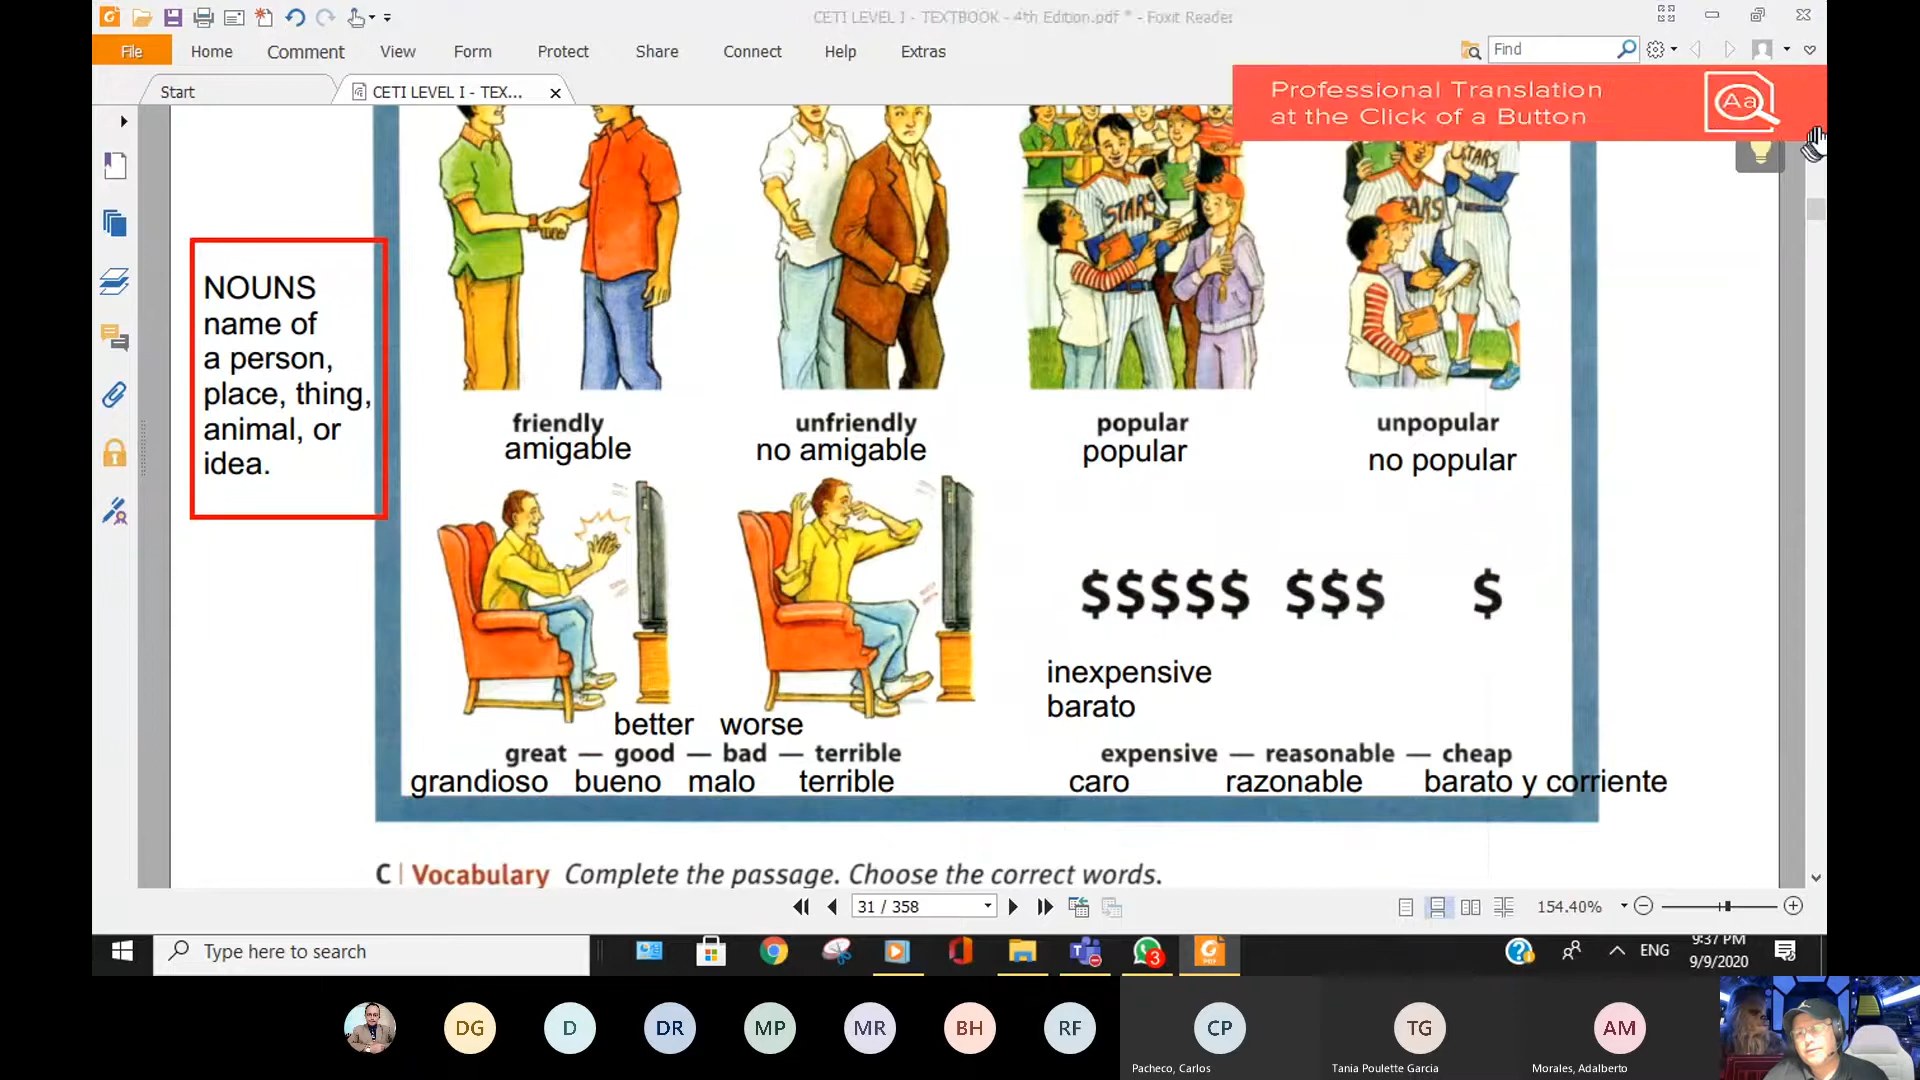 CETI LEVEL I - TEXTBOOK - 4th Edition.pdf * - Foxit Reader
File Home Comment View Form Protect Share Connect Help Extras
Find
Start
CETI LEVEL I - TEX...
Professional Translation
at the Click of a Button
Aa
STARS
STARS
STARS
NOUNS
name of
a person,
place, thing,
animal, or
idea.
friendly unfriendly popular unpopular
amigable no amigable popular no popular
$$$$$ $$$ $
inexpensive
barato
better worse
great — good — bad — terrible
grandioso bueno malo terrible
expensive — reasonable — cheap
caro razonable barato y corriente
C | Vocabulary Complete the passage. Choose the correct words.
31 / 358
154.40%
Type here to search
3
ENG
9:37 PM
9/9/2020
DG D DR MP MR BH RF CP TG AM
Pacheco, Carlos
Tania Poulette Garcia
Morales, Adalberto